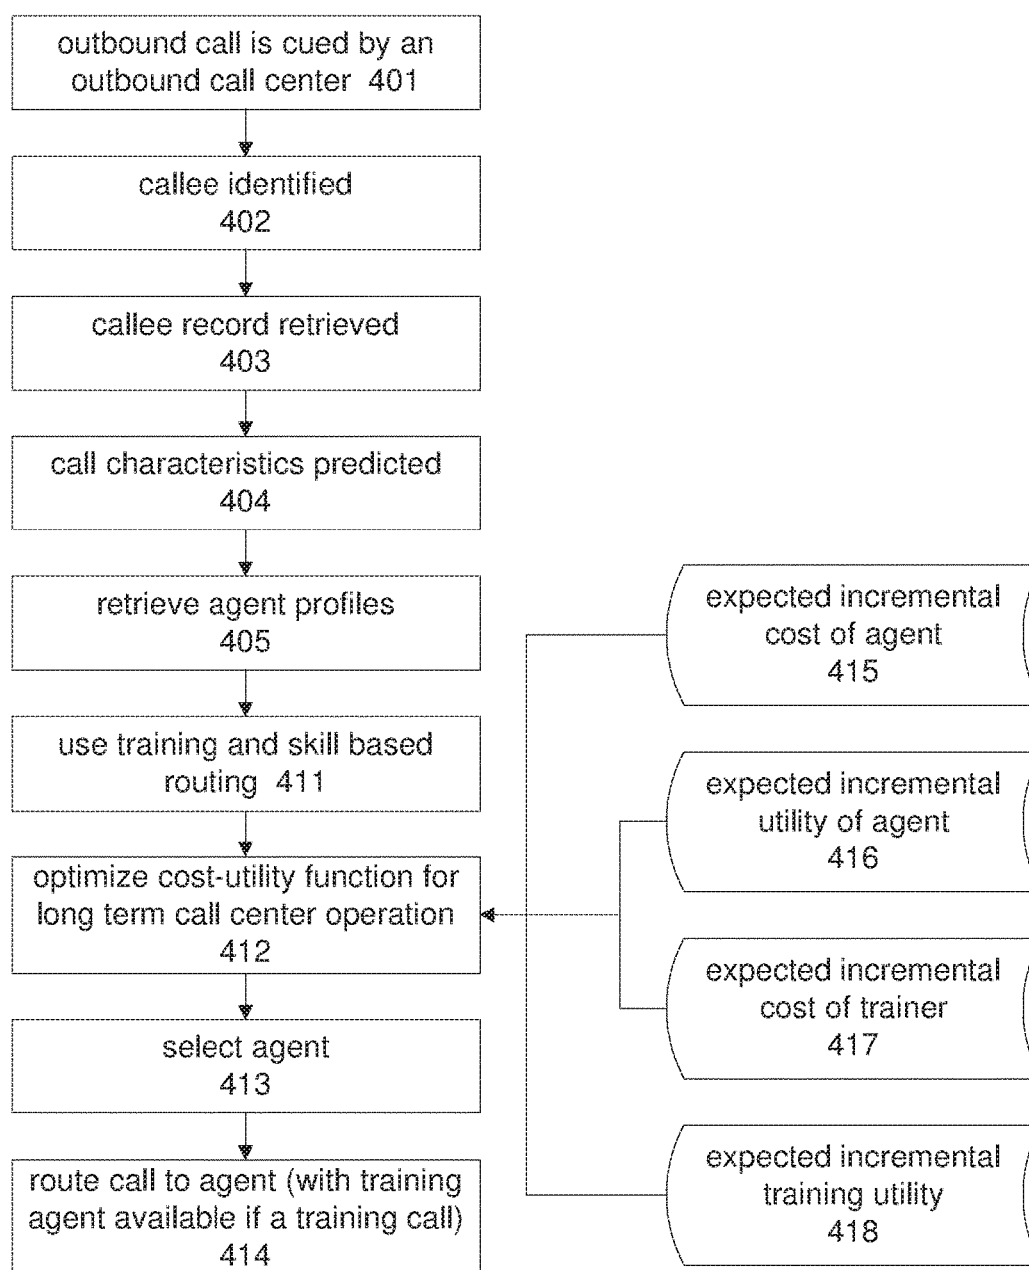 outbound call is cued by an
outbound call center 401
callee identified
402
callee record retrieved
403
call characteristics predicted
404
retrieve agent profiles
405
use training and skill based
routing 411
optimize cost-utility function for
long term call center operation
412
select agent
413
route call to agent (with training
agent available if a training call)
414
expected incremental
cost of agent
415
expected incremental
utility of agent
416
expected incremental
cost of trainer
417
expected incremental
training utility
418